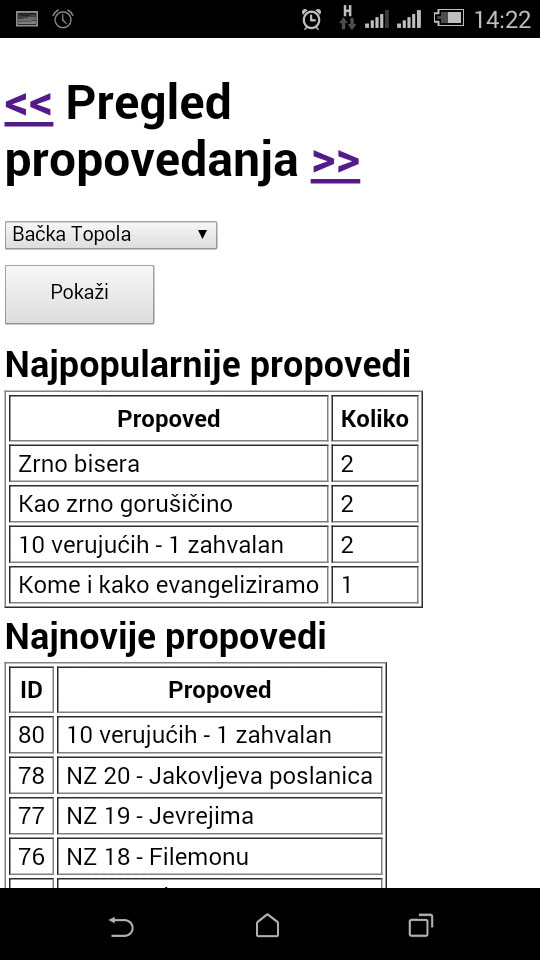 H
14:22
<< Pregled
propovedanja >>
Bačka Topola
Pokaži
Najpopularnije propovedi
Propoved Koliko
Zrno bisera 2
Kao zrno gorušičino 2
10 verujućih - 1 zahvalan 2
Kome i kako evangeliziramo 1
Najnovije propovedi
ID Propoved
80 10 verujućih - 1 zahvalan
78 NZ 20 - Jakovljeva poslanica
77 NZ 19 - Jevrejima
76 NZ 18 - Filemonu